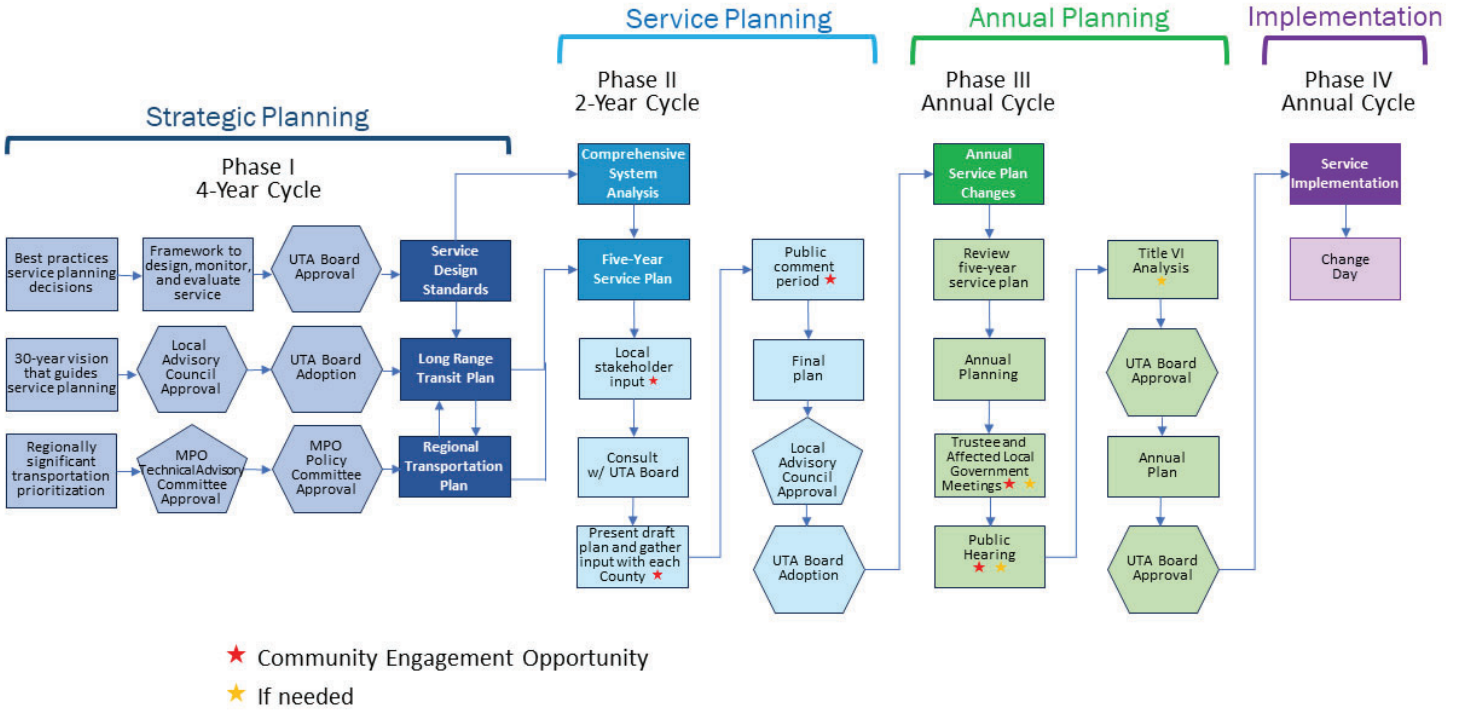 Strategic Planning
Phase I
4-Year Cycle
Best practices
service planning
decisions
Framework to
design, monitor,
and evaluate
service
UTA Board
Approval
Service
Design
Standards
30-year vision
that guides
service planning
Local
Advisory
Council
Approval
UTA Board
Adoption
Long Range
Transit Plan
Regionally
significant
transportation
prioritization
MPO
Technical Advisory
Committee
Approval
MPO
Policy
Committee
Approval
Regional
Transportation
Plan
Service Planning
Phase II
2-Year Cycle
Comprehensive
System
Analysis
Five-Year
Service Plan
Local
stakeholder
input
Consult
w/ UTA Board
Present draft
plan and gather
input with each
County
Public
comment
period
Final
plan
Local
Advisory
Council
Approval
UTA Board
Adoption
Annual Planning
Phase III
Annual Cycle
Annual
Service Plan
Changes
Review
five-year
service plan
Annual
Planning
Trustee and
Affected Local
Government
Meetings
Public
Hearing
Title VI
Analysis
UTA Board
Approval
Annual
Plan
UTA Board
Approval
Implementation
Phase IV
Annual Cycle
Service
Implementation
Change
Day
Community Engagement Opportunity
If needed